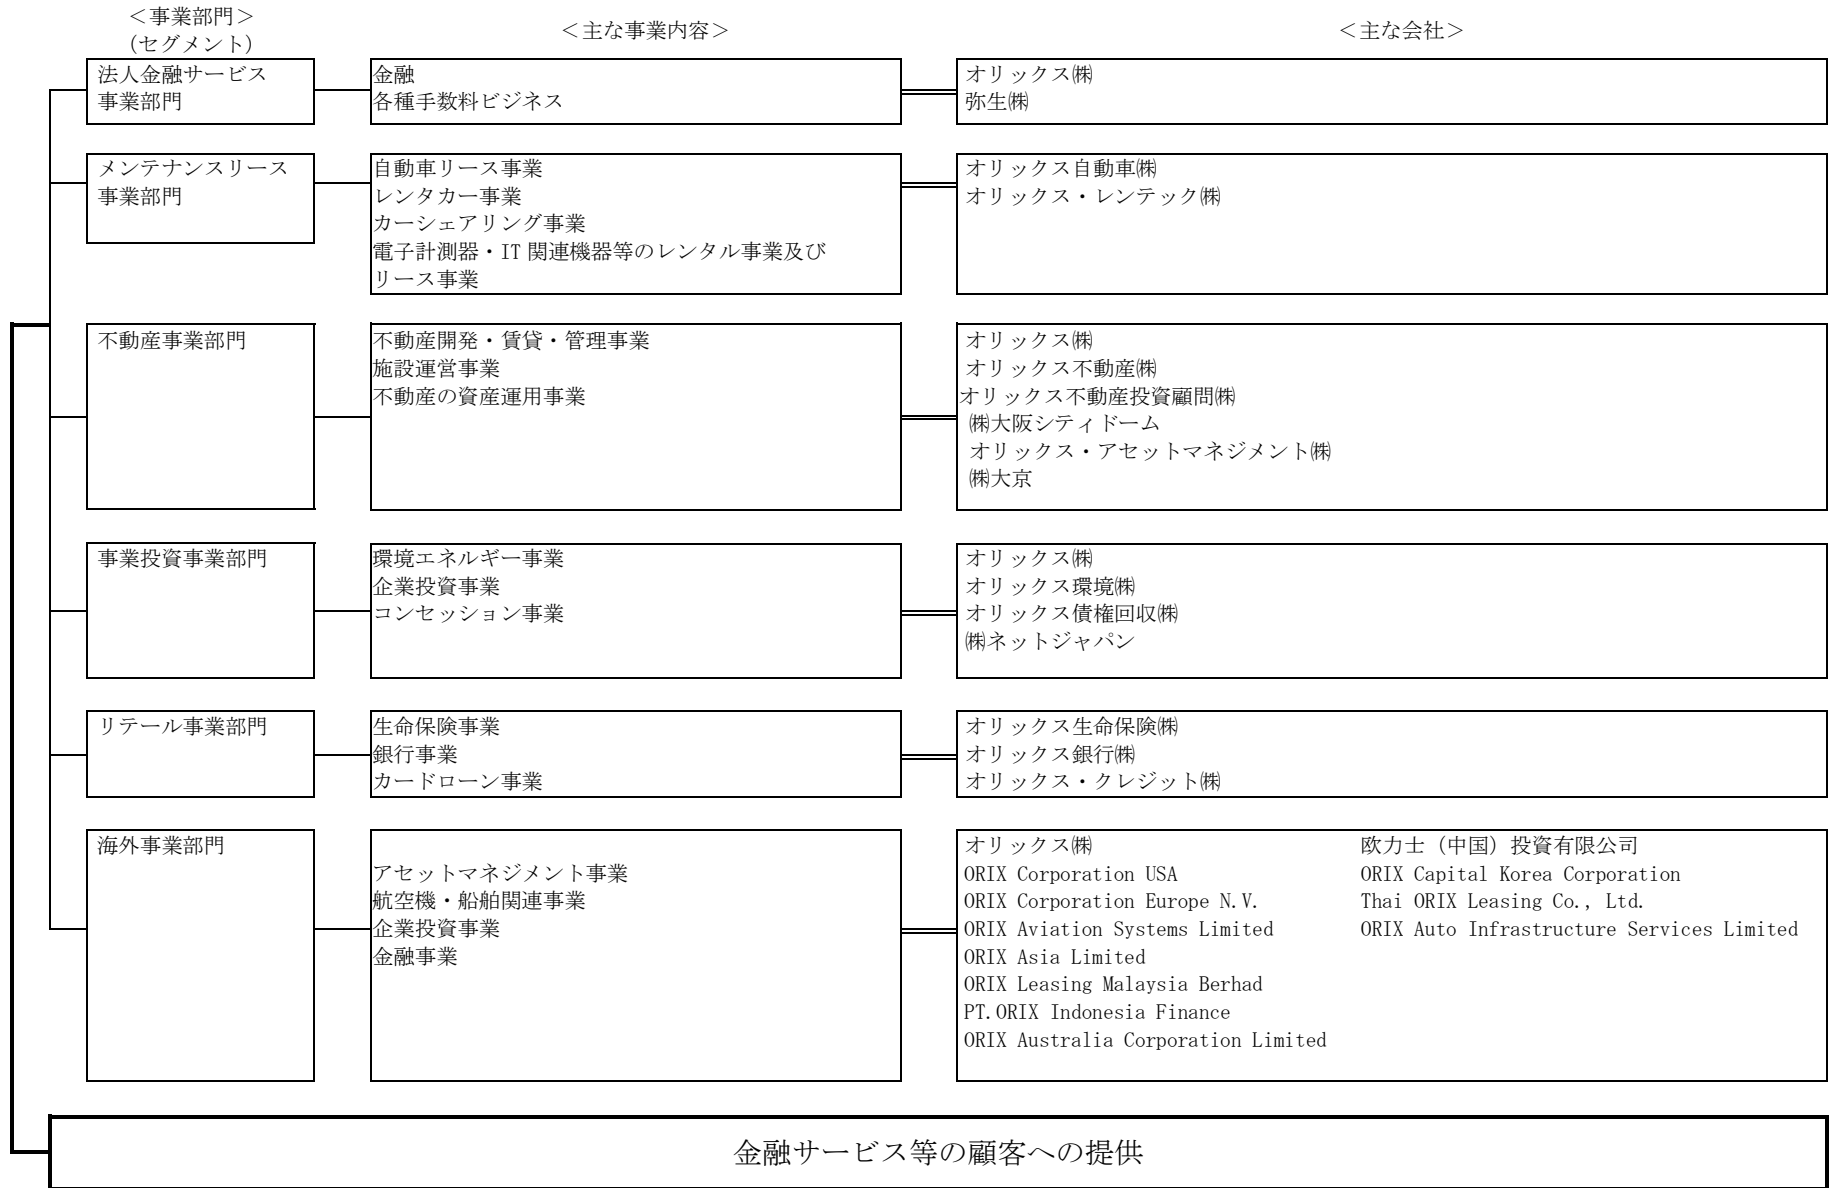 ＜事業部門＞
（セグメント）
＜主な事業内容＞
＜主な会社＞
法人金融サービス
事業部門
金融
各種手数料ビジネス
オリックス㈱
弥生㈱
メンテナンスリース
事業部門
自動車リース事業
レンタカー事業
カーシェアリング事業
電子計測器・IT 関連機器等のレンタル事業及び
リース事業
オリックス自動車㈱
オリックス・レンテック㈱
不動産事業部門
不動産開発・賃貸・管理事業
施設運営事業
不動産の資産運用事業
オリックス㈱
オリックス不動産㈱
オリックス不動産投資顧問㈱
㈱大阪シティドーム
オリックス・アセットマネジメント㈱
㈱大京
事業投資事業部門
環境エネルギー事業
企業投資事業
コンセッション事業
オリックス㈱
オリックス環境㈱
オリックス債権回収㈱
㈱ネットジャパン
リテール事業部門
生命保険事業
銀行事業
カードローン事業
オリックス生命保険㈱
オリックス銀行㈱
オリックス・クレジット㈱
海外事業部門
アセットマネジメント事業
航空機・船舶関連事業
企業投資事業
金融事業
オリックス㈱
ORIX Corporation USA
ORIX Corporation Europe N.V.
ORIX Aviation Systems Limited
ORIX Asia Limited
ORIX Leasing Malaysia Berhad
PT.ORIX Indonesia Finance
ORIX Australia Corporation Limited
欧力士（中国）投資有限公司
ORIX Capital Korea Corporation
Thai ORIX Leasing Co., Ltd.
ORIX Auto Infrastructure Services Limited
金融サービス等の顧客への提供